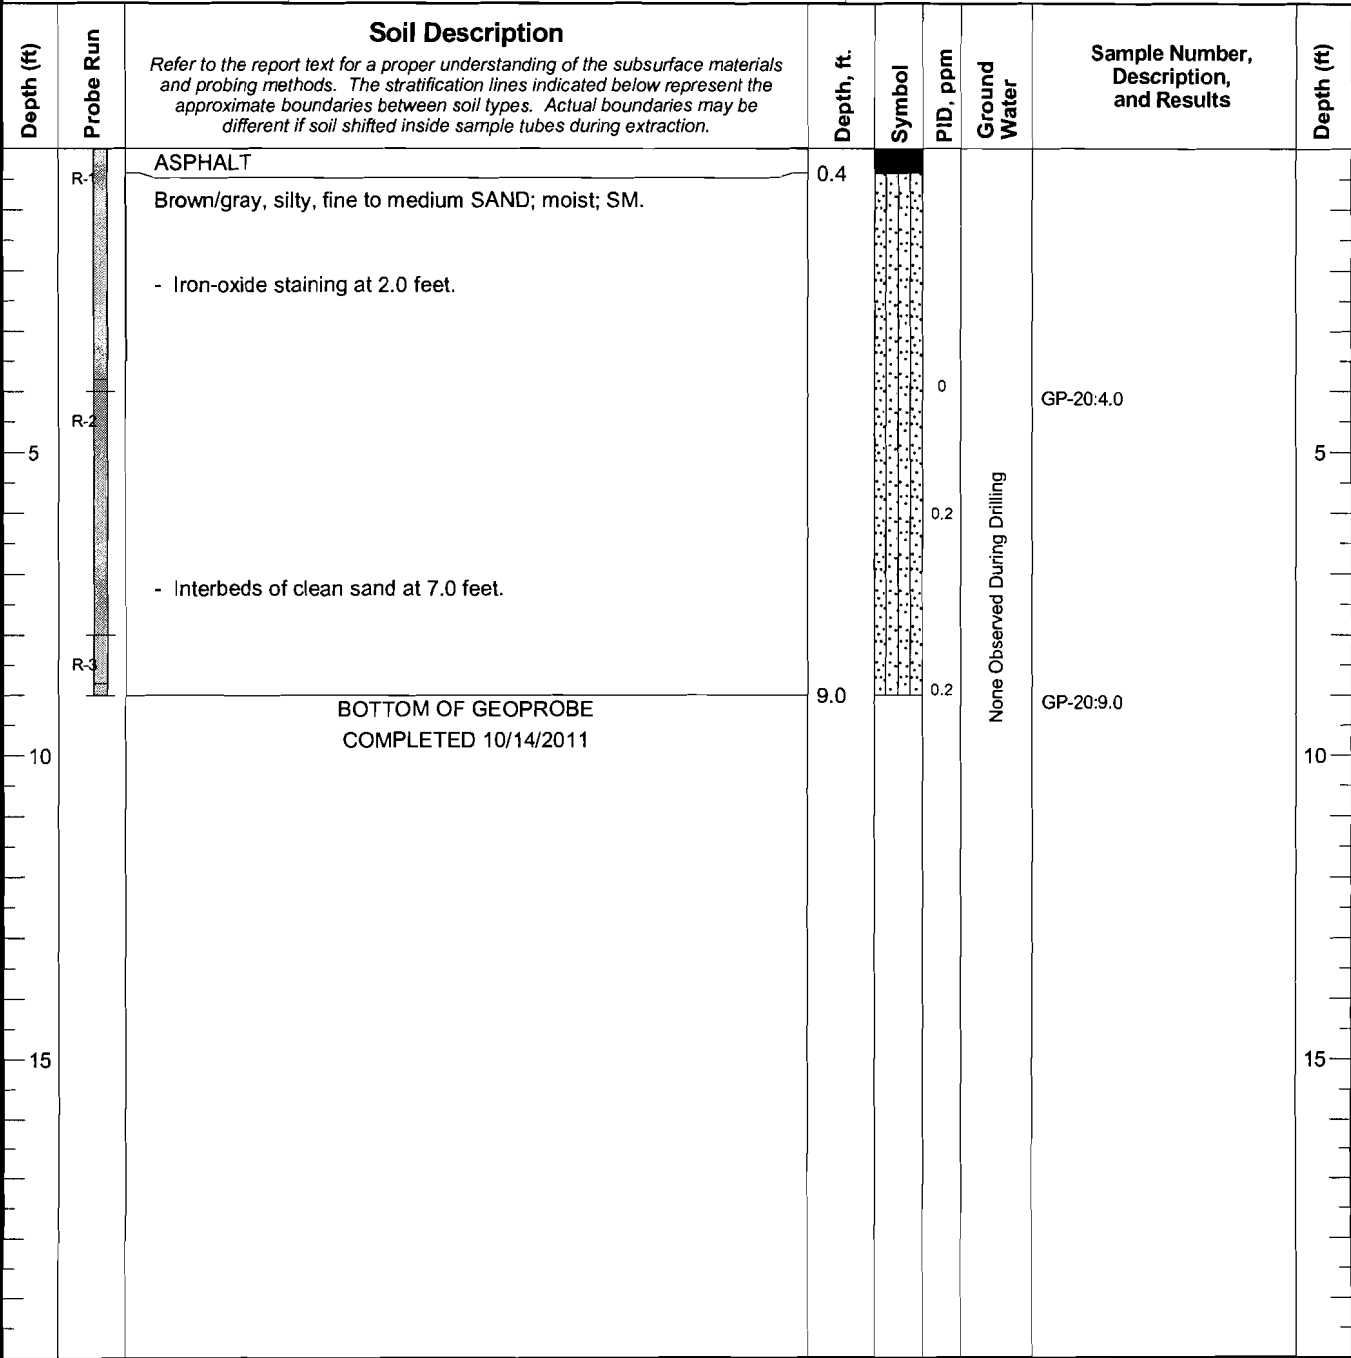 Depth (ft)
Probe Run
Soil Description
Refer to the report text for a proper understanding of the subsurface materials
and probing methods. The stratification lines indicated below represent the
approximate boundaries between soil types. Actual boundaries may be
different if soil shifted inside sample tubes during extraction.
Depth, ft.
Symbol
PID, ppm
Ground
Water
Sample Number,
Description,
and Results
Depth (ft)
ASPHALT
0.4
R-1
Brown/gray, silty, fine to medium SAND; moist; SM.
- Iron-oxide staining at 2.0 feet.
0
GP-20:4.0
R-2
5
5
0.2
None Observed During Drilling
- Interbeds of clean sand at 7.0 feet.
R-3
9.0
0.2
GP-20:9.0
BOTTOM OF GEOPROBE
COMPLETED 10/14/2011
10
10
15
15